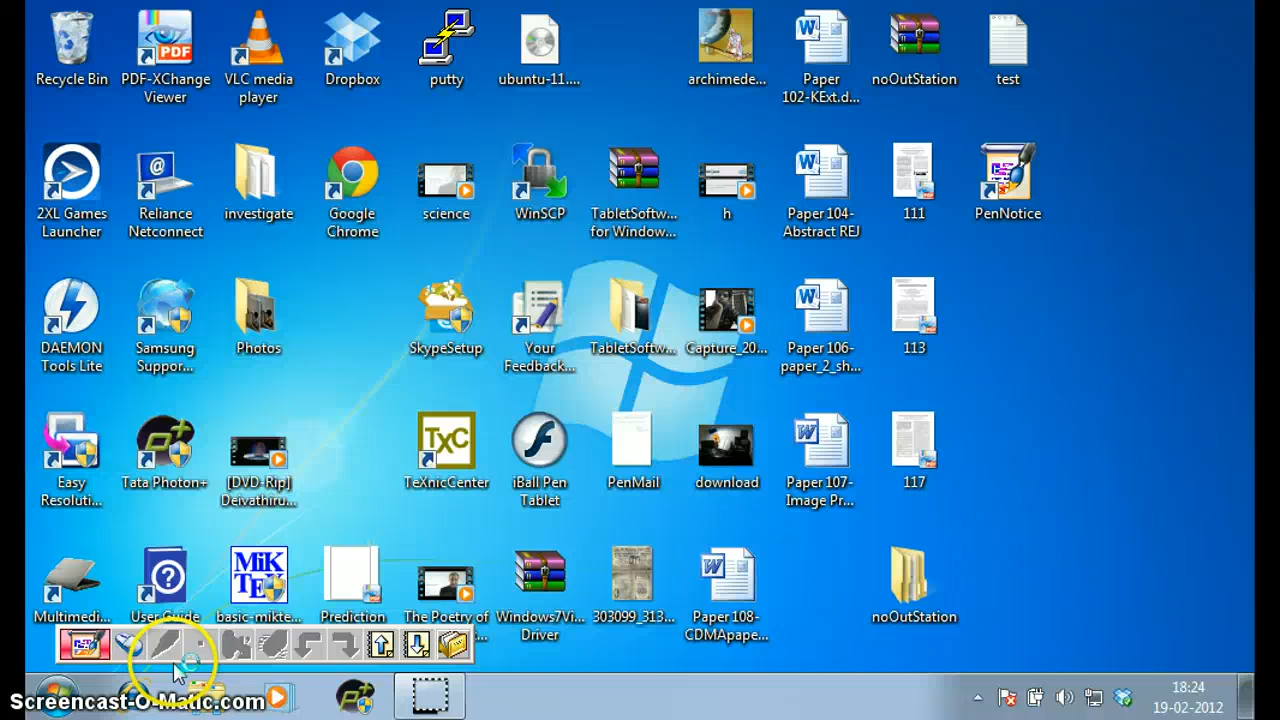 Recycle Bin
PDF-XChange
Viewer
PDF
VLC media
player
Dropbox
putty
ubuntu-11....
archimede...
Paper
102-KExt.d...
noOutStation
test
2XL Games
Launcher
Reliance
Netconnect
investigate
Google
Chrome
science
WinSCP
TabletSoftw...
for Window...
h
Paper 104-
Abstract REJ
111
PenNotice
DAEMON
Tools Lite
Samsung
Suppor...
Photos
SkypeSetup
Your
Feedback...
TabletSoftw...
Capture_20...
Paper 106-
paper_2_sh...
113
Easy
Resoluti...
Tata Photon+
[DVD-Rip]
Deivathiru...
TXC
TeXnicCenter
iBall Pen
Tablet
PenMail
download
Paper 107-
Image Pr...
117
Multimedi...
User Guide
MiK
TE
basic-mikte...
Prediction
The Poetry of
Windows7Vi...
Driver
303099_313...
Paper 108-
CDMApape...
noOutStation
Screencast-O-Matic.com
18:24
19-02-2012